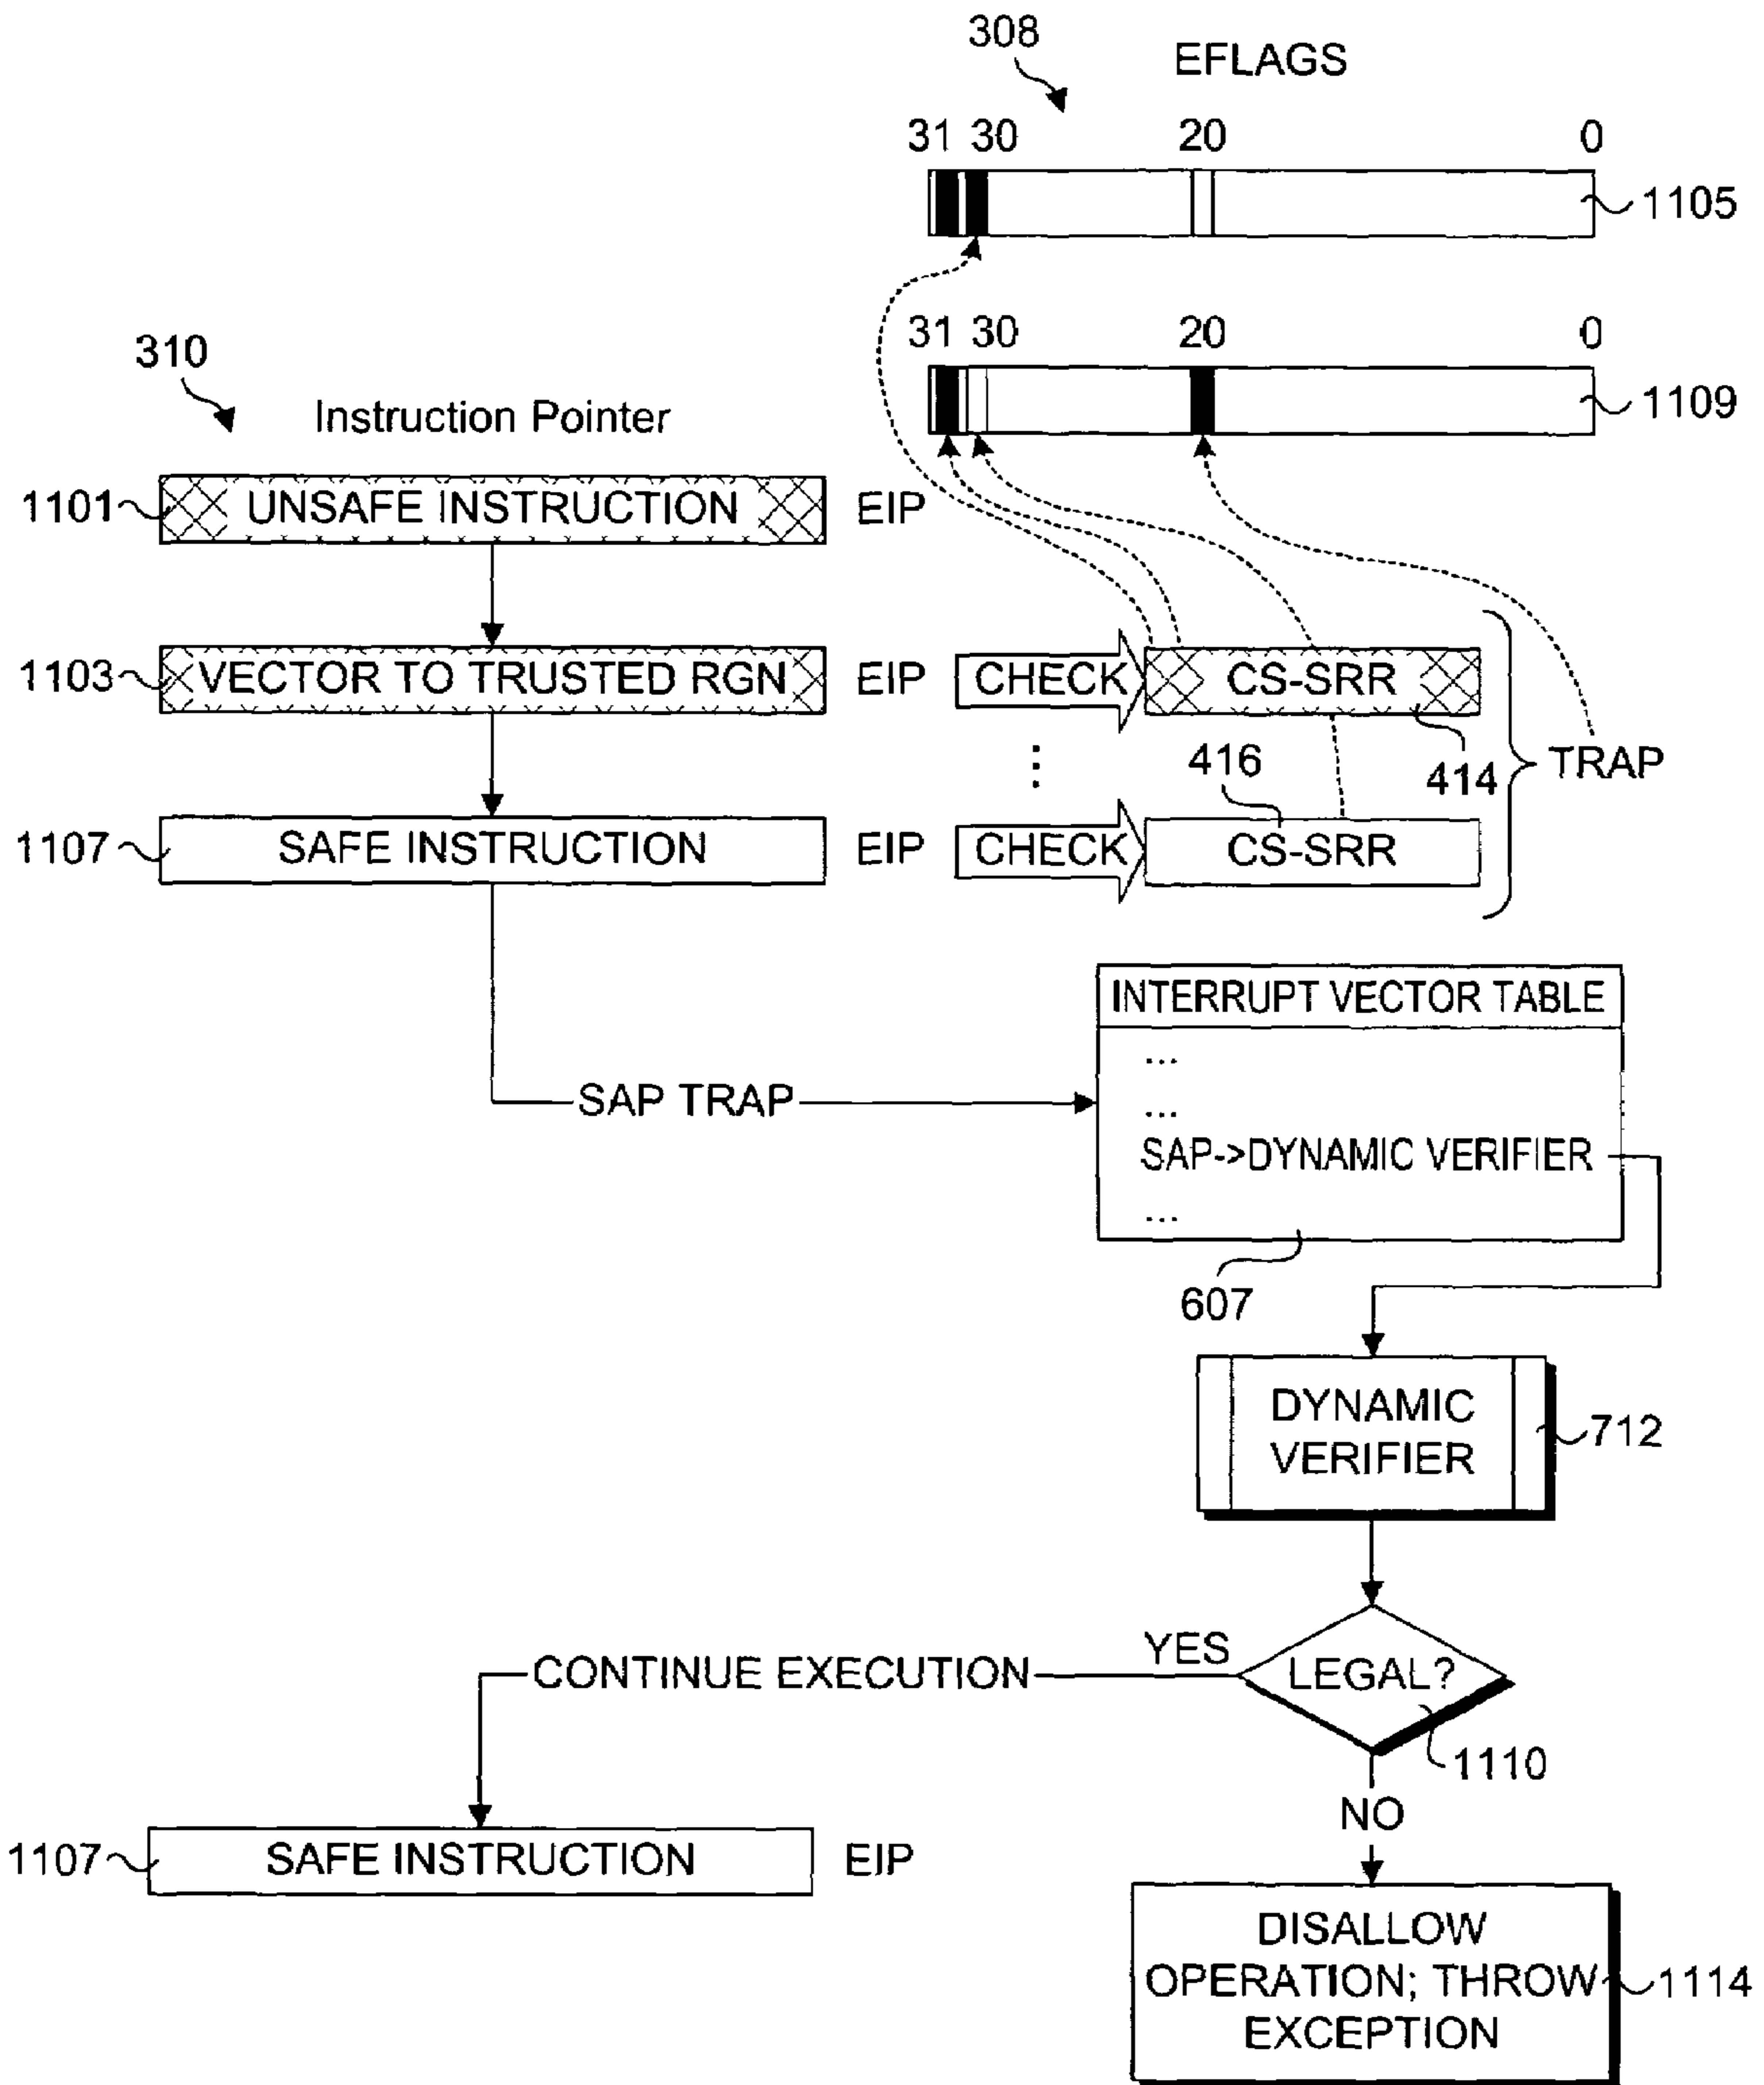 308
EFLAGS
31 30 20 0
1105
31 30 20 0
1109
310
Instruction Pointer
1101 UNSAFE INSTRUCTION EIP
1103 VECTOR TO TRUSTED RGN EIP CHECK CS-SRR
414
TRAP
416
1107 SAFE INSTRUCTION EIP CHECK CS-SRR
INTERRUPT VECTOR TABLE
...
...
SAP->DYNAMIC VERIFIER
...
SAP TRAP
607
DYNAMIC
VERIFIER
712
LEGAL?
1110
YES
CONTINUE EXECUTION
NO
1107 SAFE INSTRUCTION EIP
DISALLOW
OPERATION; THROW
EXCEPTION
1114